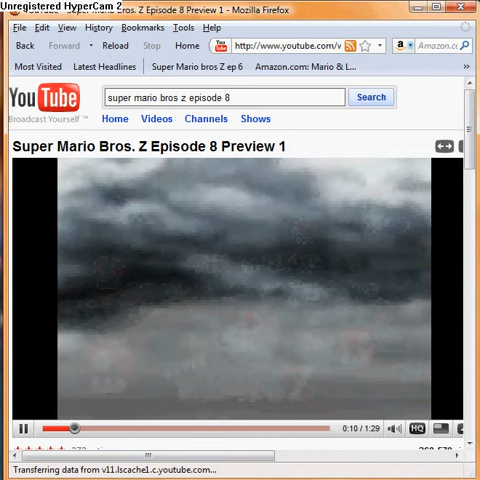 Unregistered HyperCam 2
YouTube - Super Mario Bros. Z Episode 8 Preview 1 - Mozilla Firefox
File Edit View History Bookmarks Tools Help
Back Reload Stop Home http://www.youtube.com/v Amazon.c
Most Visited Latest Headlines Super Mario bros Z ep 6 Amazon.com: Mario & L...
YouTube super mario bros z episode 8 Search
Broadcast Yourself ™ Home Videos Channels Shows
Super Mario Bros. Z Episode 8 Preview 1
0:10 / 1:29 HQ
Transferring data from v11.lscache1.c.youtube.com...